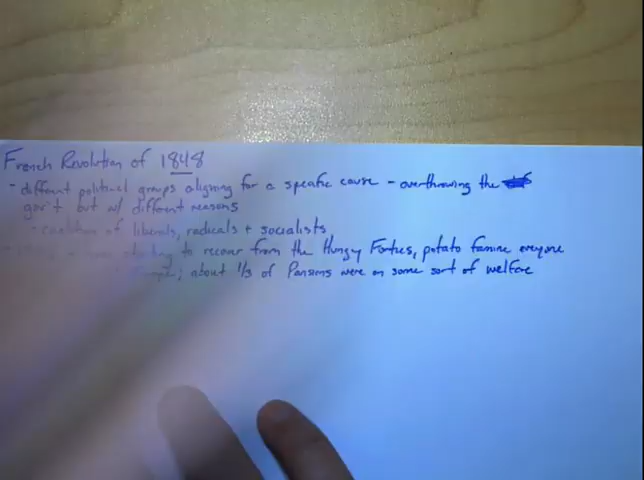 French Revolution of 1848
- different political groups aligning for a specific cause - overthrowing the
gov't but w/ different reasons
- coalition of liberals, radicals + socialists
starting to recover from the Hungry Forties, potato famine everyone
; about 1/3 of Parisians were on some sort of welfare